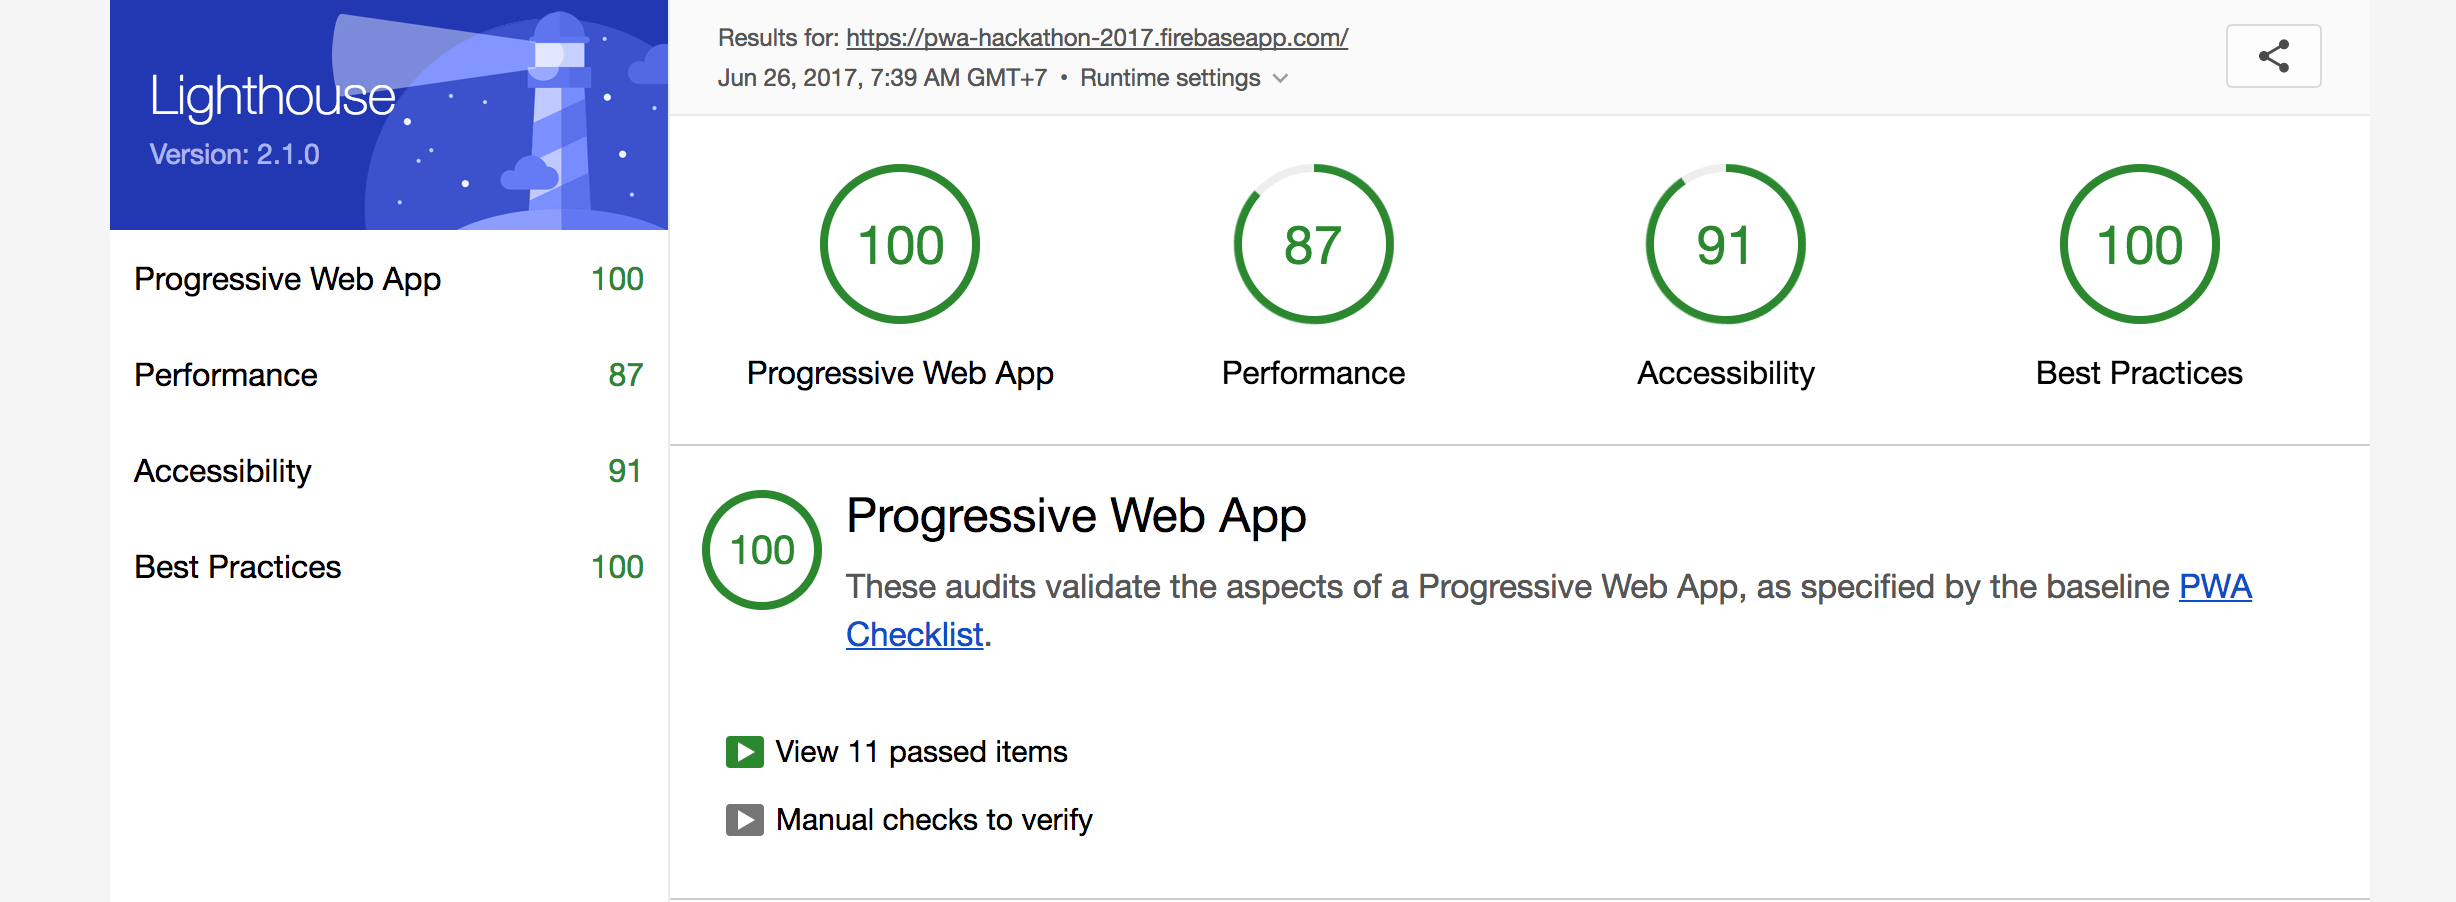 Lighthouse
Version: 2.1.0
Progressive Web App 100
Performance 87
Accessibility 91
Best Practices 100
Results for: https://pwa-hackathon-2017.firebaseapp.com/
Jun 26, 2017, 7:39 AM GMT+7 • Runtime settings
100 87 91 100
Progressive Web App Performance Accessibility Best Practices
100
Progressive Web App
These audits validate the aspects of a Progressive Web App, as specified by the baseline PWA
Checklist.
View 11 passed items
Manual checks to verify